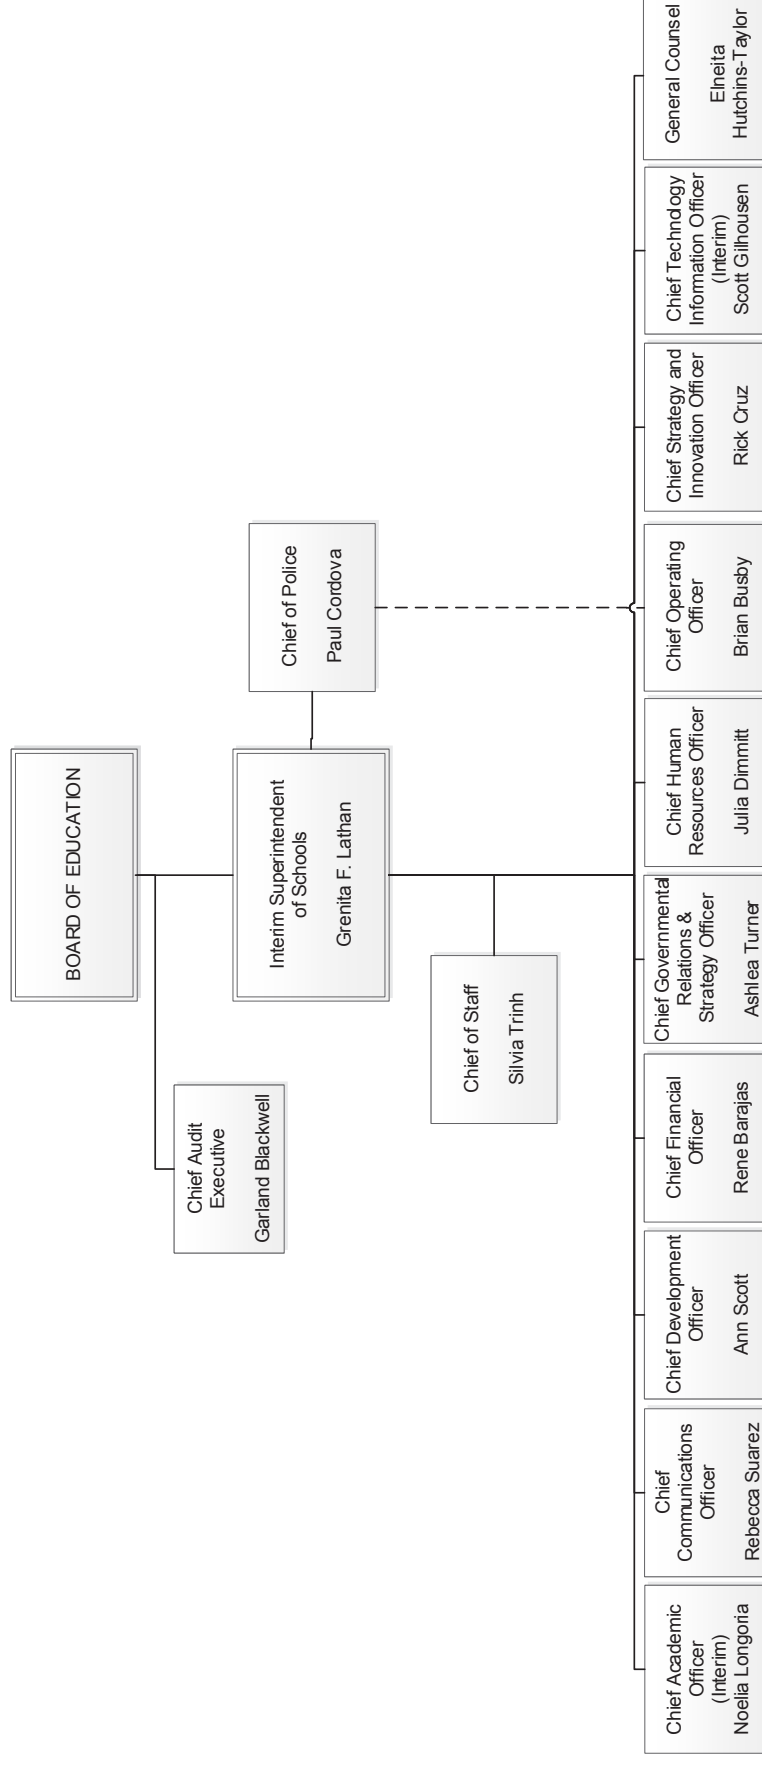 BOARD OF EDUCATION
Chief Audit
Executive
Garland Blackwell
Interim Superintendent
of Schools
Grenita F. Lathan
Chief of Police
Paul Cordova
Chief of Staff
Silvia Trinh
Chief Academic
Officer
(Interim)
Noelia Longoria
Chief
Communications
Officer
Rebecca Suarez
Chief Development
Officer
Ann Scott
Chief Financial
Officer
Rene Barajas
Chief Governmental
Relations &
Strategy Officer
Ashlea Turner
Chief Human
Resources Officer
Julia Dimmitt
Chief Operating
Officer
Brian Busby
Chief Strategy and
Innovation Officer
Rick Cruz
Chief Technology
Information Officer
(Interim)
Scott Gilhousen
General Counsel
Elneita
Hutchins-Taylor